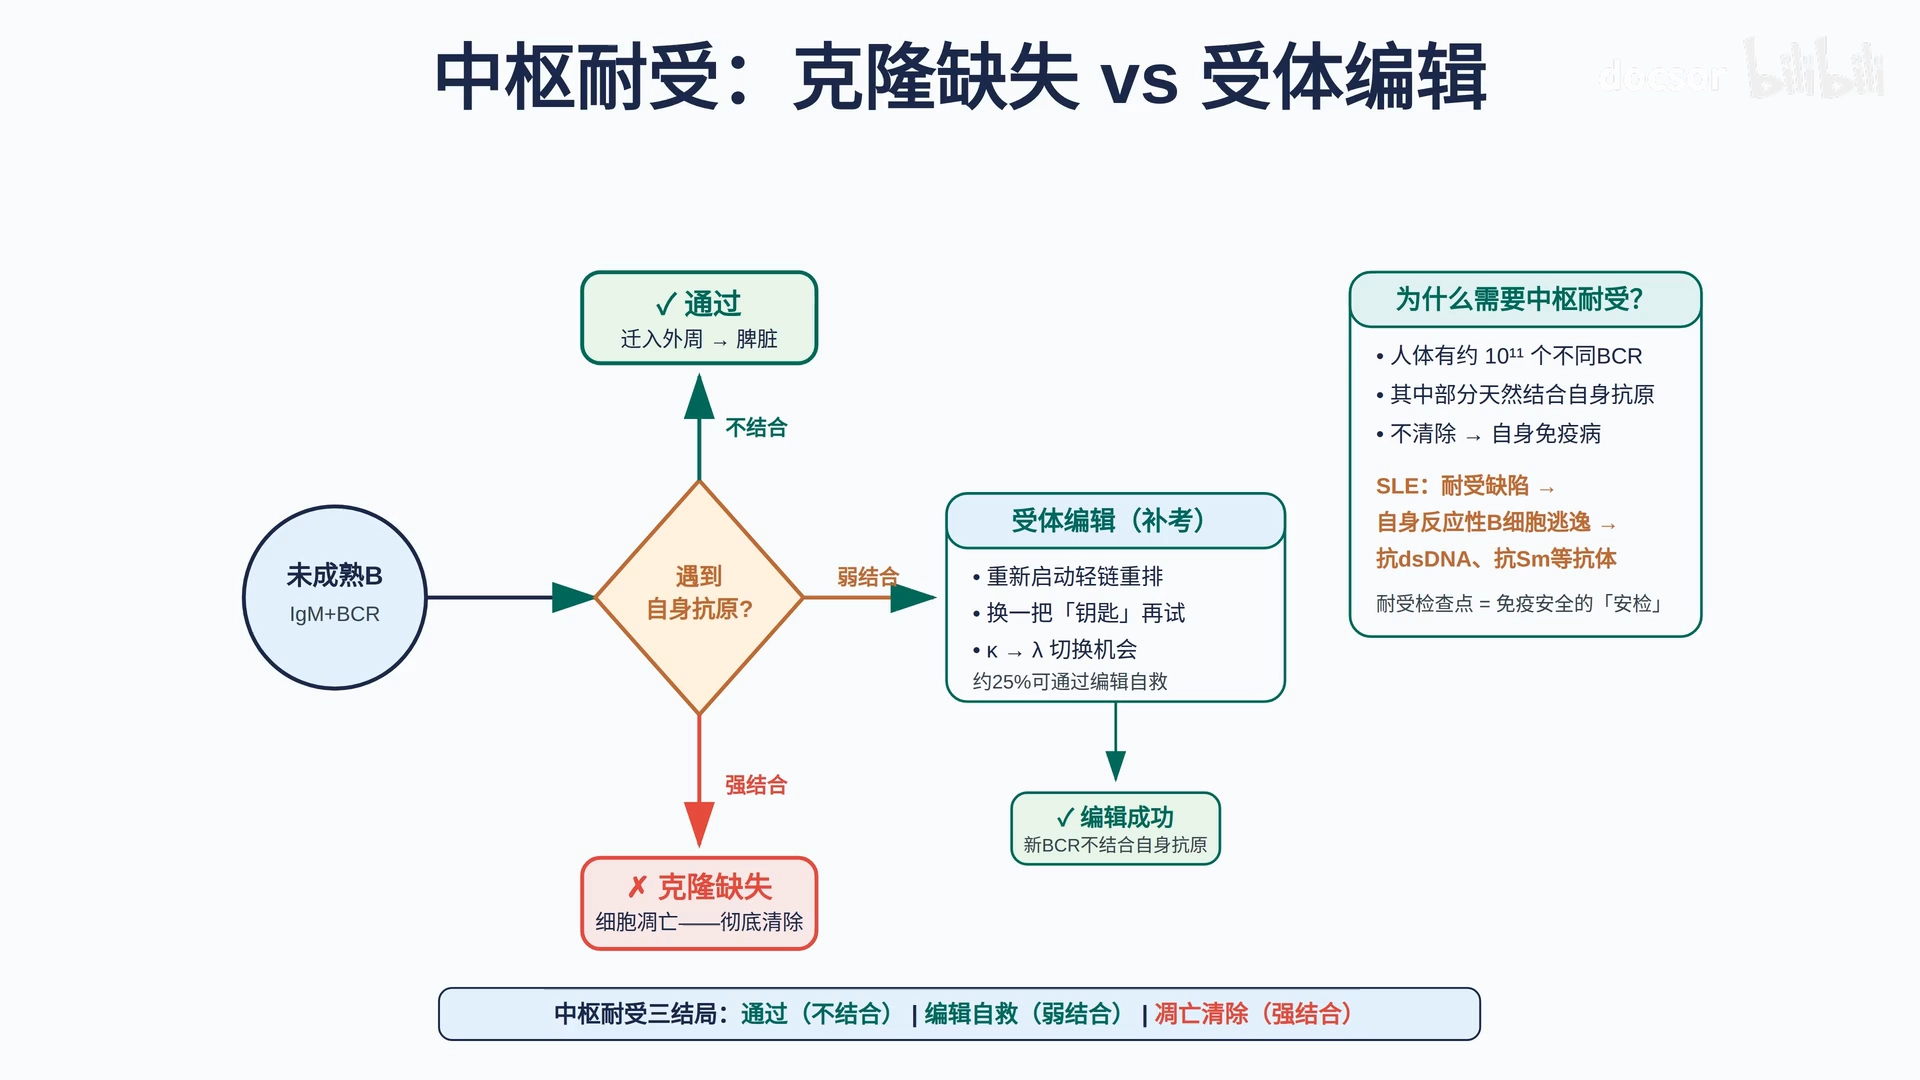 中枢耐受：克隆缺失 vs 受体编辑
docsor bilibili
✓ 通过
迁入外周 → 脾脏
不结合
未成熟B
IgM+BCR
遇到
自身抗原?
弱结合
强结合
✗ 克隆缺失
细胞凋亡——彻底清除
受体编辑（补考）
• 重新启动轻链重排
• 换一把「钥匙」再试
• κ → λ 切换机会
约25%可通过编辑自救
✓ 编辑成功
新BCR不结合自身抗原
为什么需要中枢耐受？
• 人体有约 10¹¹ 个不同BCR
• 其中部分天然结合自身抗原
• 不清除 → 自身免疫病
SLE：耐受缺陷 →
自身反应性B细胞逃逸 →
抗dsDNA、抗Sm等抗体
耐受检查点 = 免疫安全的「安检」
中枢耐受三结局：通过（不结合） | 编辑自救（弱结合） | 凋亡清除（强结合）